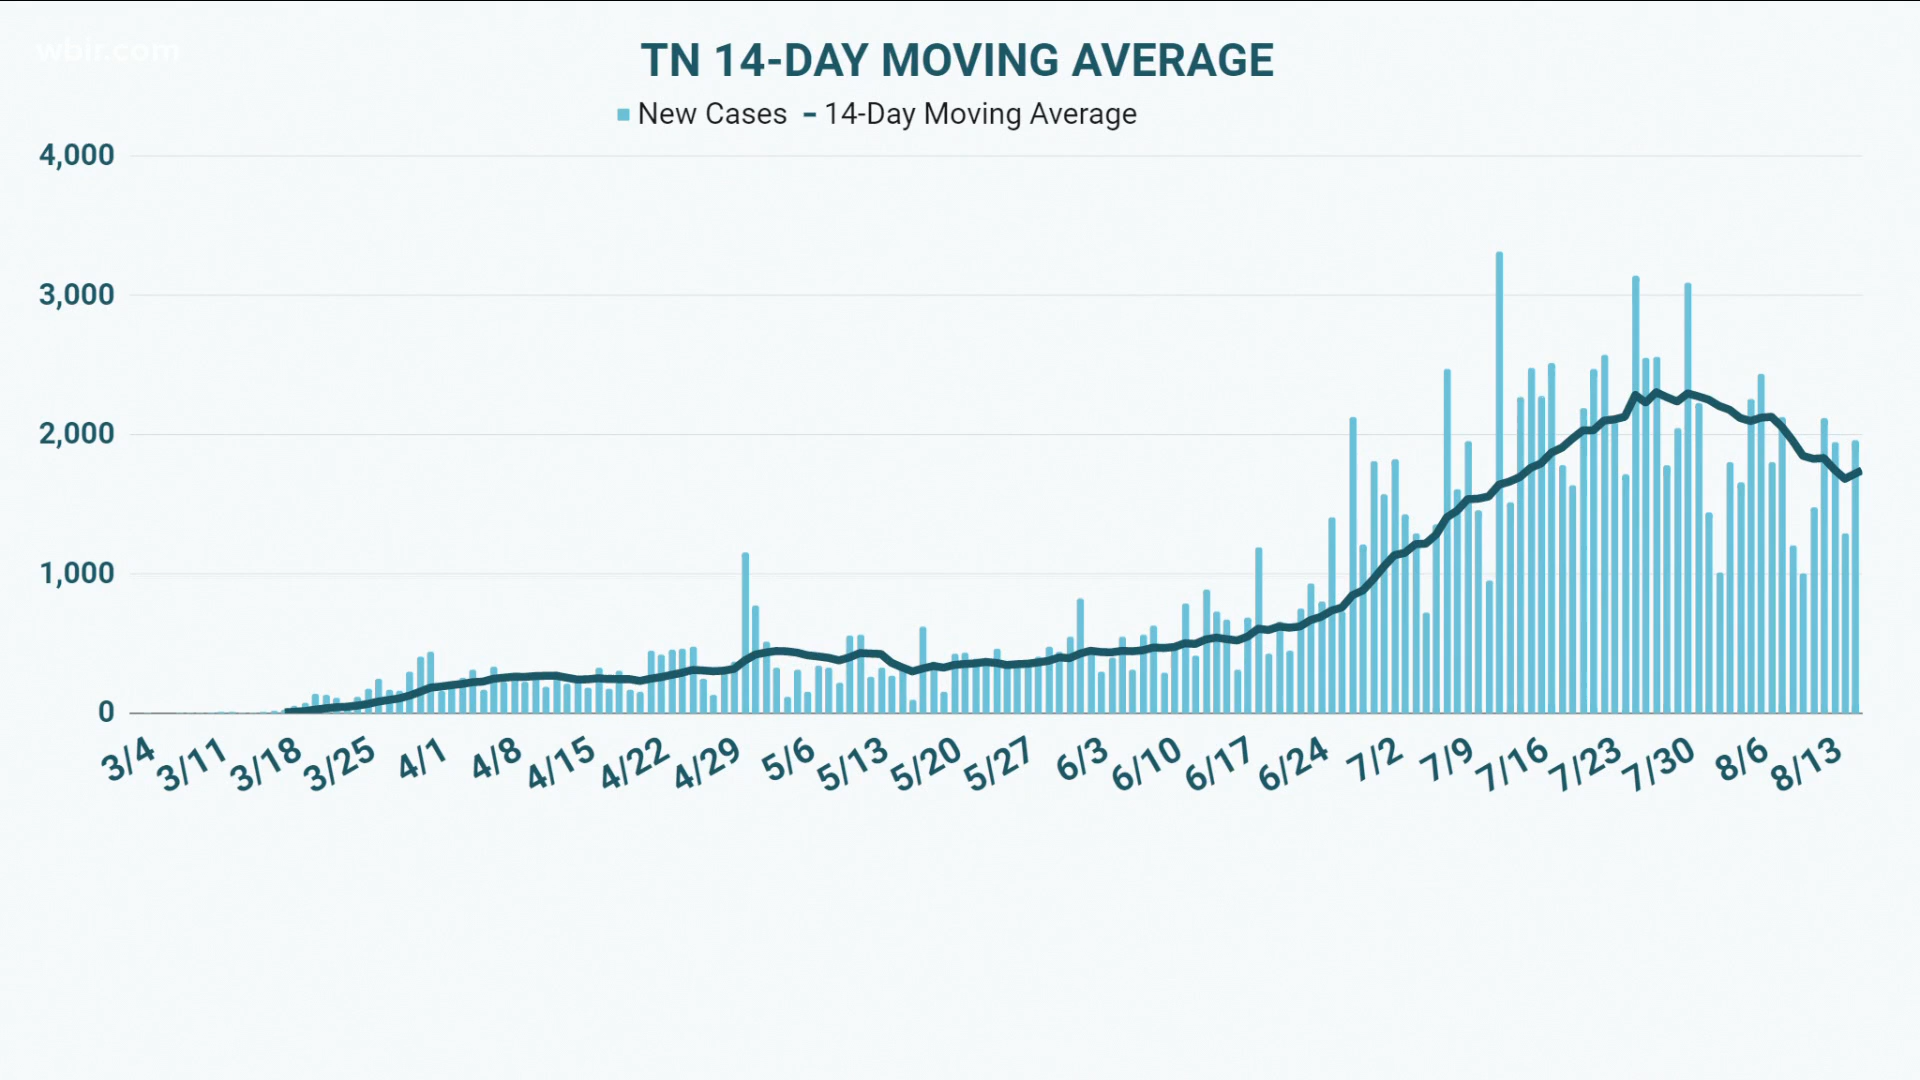 wbir.com
TN 14-DAY MOVING AVERAGE
New Cases 14-Day Moving Average
4,000
3,000
2,000
1,000
0
3/4 3/11 3/18 3/25 4/1 4/8 4/15 4/22 4/29 5/6 5/13 5/20 5/27 6/3 6/10 6/17 6/24 7/2 7/9 7/16 7/23 7/30 8/6 8/13